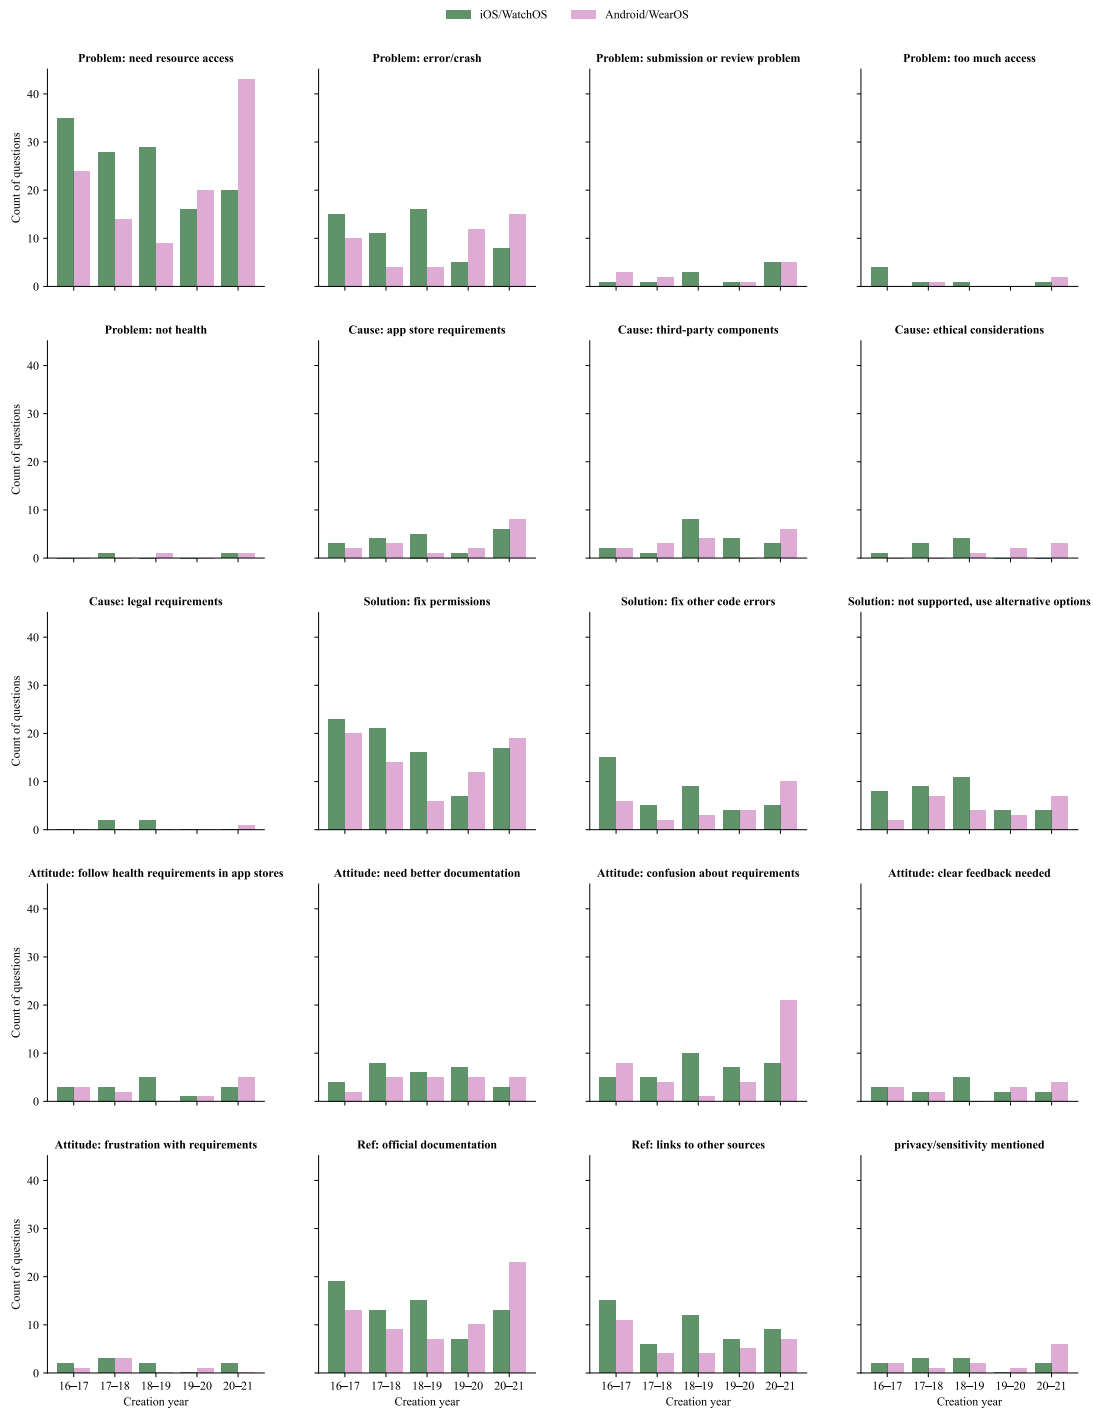 iOS/WatchOS Android/WearOS
Problem: need resource access Problem: error/crash Problem: submission or review problem Problem: too much access
40
30
20
10
0
Count of questions
Problem: not health Cause: app store requirements Cause: third-party components Cause: ethical considerations
40
30
20
10
0
Count of questions
Cause: legal requirements Solution: fix permissions Solution: fix other code errors Solution: not supported, use alternative options
40
30
20
10
0
Count of questions
Attitude: follow health requirements in app stores Attitude: need better documentation Attitude: confusion about requirements Attitude: clear feedback needed
40
30
20
10
0
Count of questions
Attitude: frustration with requirements Ref: official documentation Ref: links to other sources privacy/sensitivity mentioned
40
30
20
10
0
Count of questions
16–17 17–18 18–19 19–20 20–21 16–17 17–18 18–19 19–20 20–21 16–17 17–18 18–19 19–20 20–21 16–17 17–18 18–19 19–20 20–21
Creation year Creation year Creation year Creation year